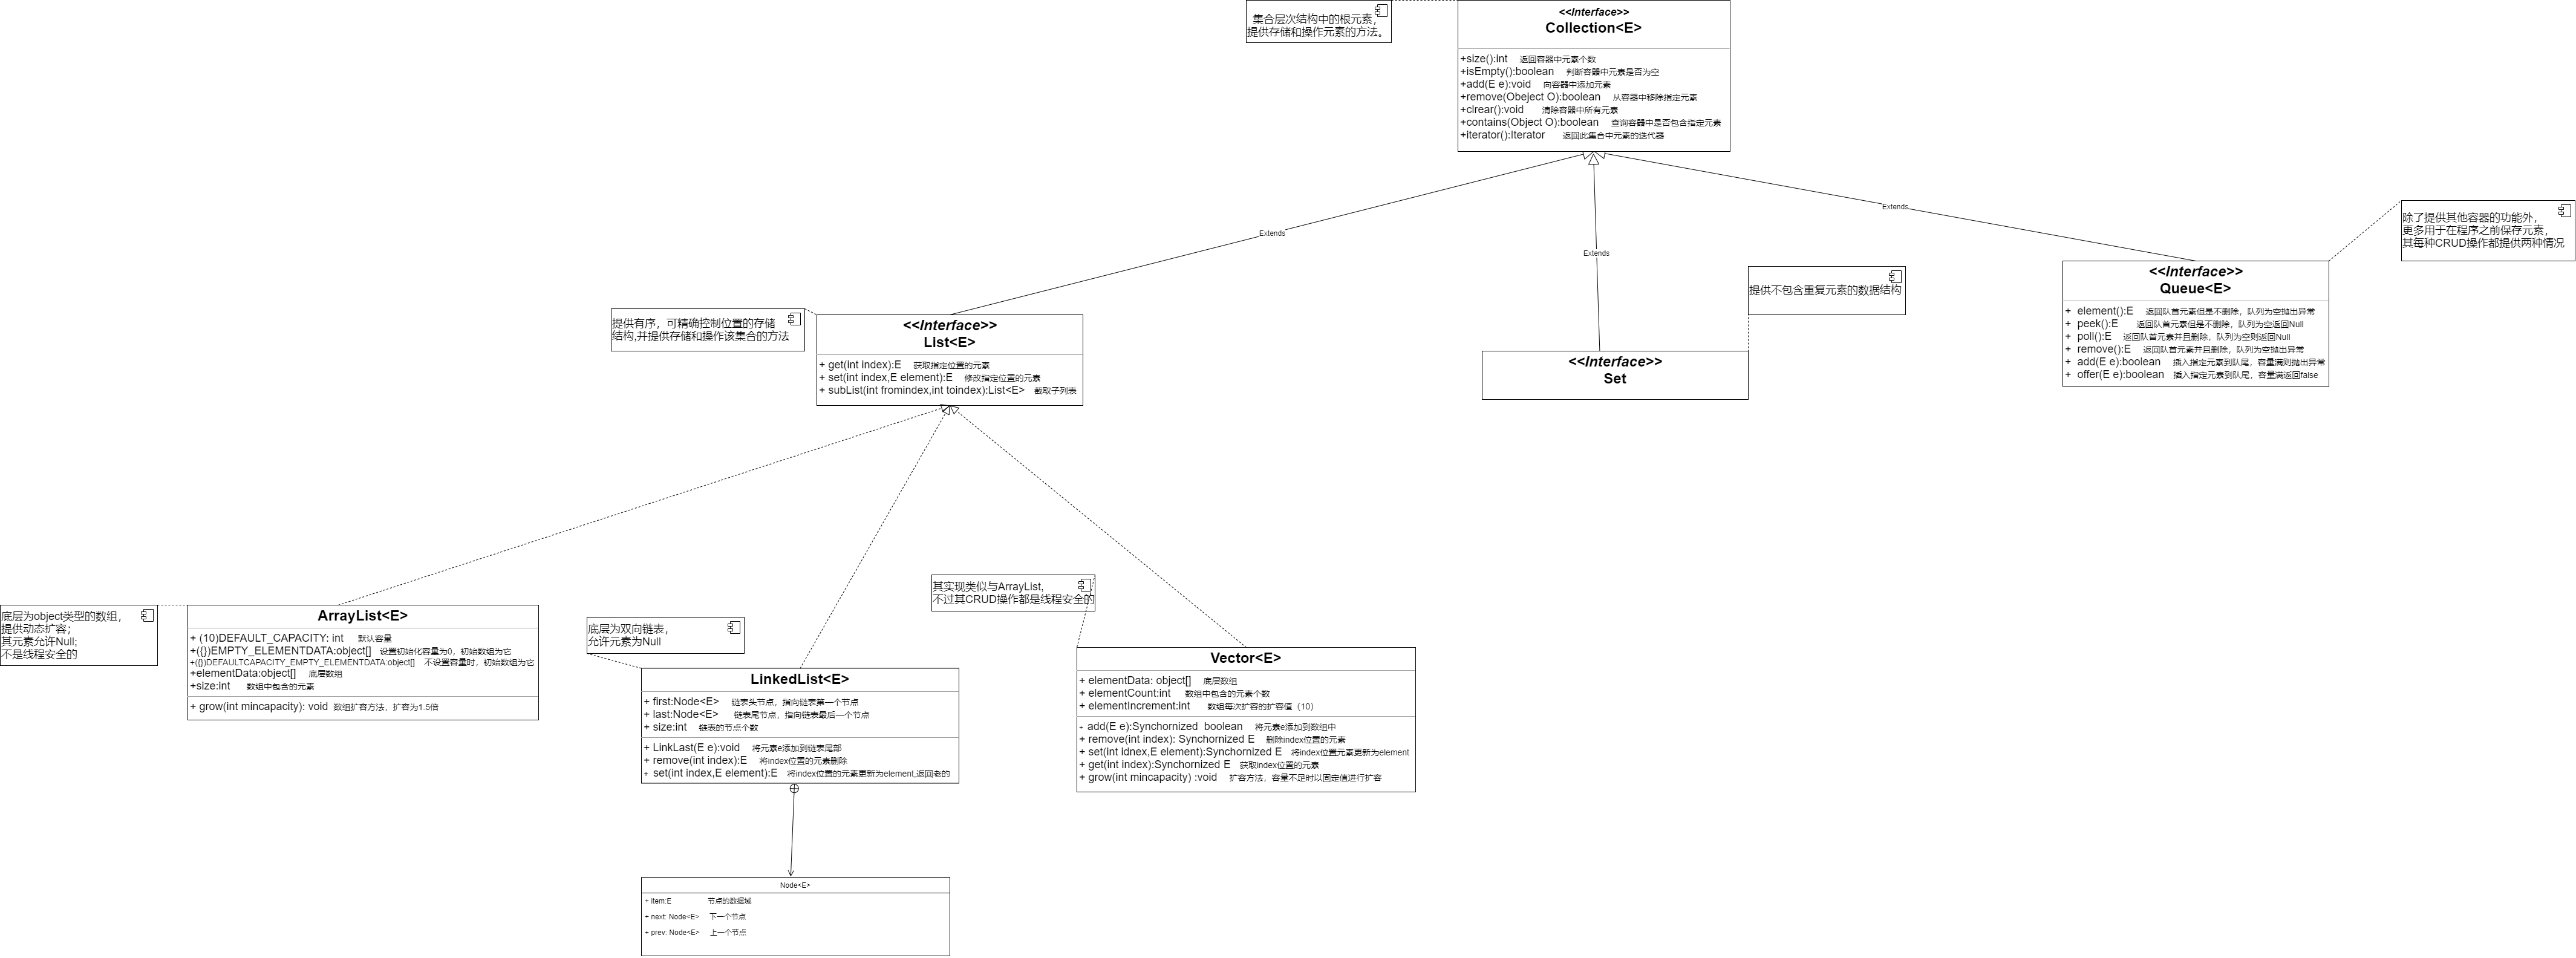 集合层次结构中的根元素，
提供存储和操作元素的方法。
<<Interface>>
Collection<E>
+size():int 返回容器中元素个数
+isEmpty():boolean 判断容器中元素是否为空
+add(E e):void 向容器中添加元素
+remove(Obeject O):boolean 从容器中移除指定元素
+clrear():void 清除容器中所有元素
+contains(Object O):boolean 查询容器中是否包含指定元素
+iterator():Iterator 返回此集合中元素的迭代器
Extends
Extends
Extends
除了提供其他容器的功能外，
更多用于在程序之前保存元素，
其每种CRUD操作都提供两种情况
提供有序，可精确控制位置的存储
结构,并提供存储和操作该集合的方法
<<Interface>>
List<E>
+ get(int index):E 获取指定位置的元素
+ set(int index,E element):E 修改指定位置的元素
+ subList(int fromindex,int toindex):List<E> 截取子列表
提供不包含重复元素的数据结构
<<Interface>>
Set
<<Interface>>
Queue<E>
+ element():E 返回队首元素但是不删除，队列为空抛出异常
+ peek():E 返回队首元素但是不删除，队列为空返回Null
+ poll():E 返回队首元素并且删除，队列为空则返回Null
+ remove():E 返回队首元素并且删除，队列为空抛出异常
+ add(E e):boolean 插入指定元素到队尾，容量满则抛出异常
+ offer(E e):boolean 插入指定元素到队尾，容量满返回false
底层为object类型的数组，
提供动态扩容；
其元素允许Null;
不是线程安全的
ArrayList<E>
+ (10)DEFAULT_CAPACITY: int 默认容量
+({})EMPTY_ELEMENTDATA:object[] 设置初始化容量为0，初始数组为它
+({})DEFAULTCAPACITY_EMPTY_ELEMENTDATA:object[] 不设置容量时，初始数组为它
+elementData:object[] 底层数组
+size:int 数组中包含的元素
+ grow(int mincapacity): void 数组扩容方法，扩容为1.5倍
底层为双向链表，
允许元素为Null
LinkedList<E>
+ first:Node<E> 链表头节点，指向链表第一个节点
+ last:Node<E> 链表尾节点，指向链表最后一个节点
+ size:int 链表的节点个数
+ LinkLast(E e):void 将元素e添加到链表尾部
+ remove(int index):E 将index位置的元素删除
+ set(int index,E element):E 将index位置的元素更新为element,返回老的
其实现类似与ArrayList,
不过其CRUD操作都是线程安全的
Vector<E>
+ elementData: object[] 底层数组
+ elementCount:int 数组中包含的元素个数
+ elementIncrement:int 数组每次扩容的扩容值（10）
+ add(E e):Synchornized boolean 将元素e添加到数组中
+ remove(int index): Synchornized E 删除index位置的元素
+ set(int idnex,E element):Synchornized E 将index位置元素更新为element
+ get(int index):Synchornized E 获取index位置的元素
+ grow(int mincapacity) :void 扩容方法，容量不足时以固定值进行扩容
Node<E>
+ item:E 节点的数据域
+ next: Node<E> 下一个节点
+ prev: Node<E> 上一个节点